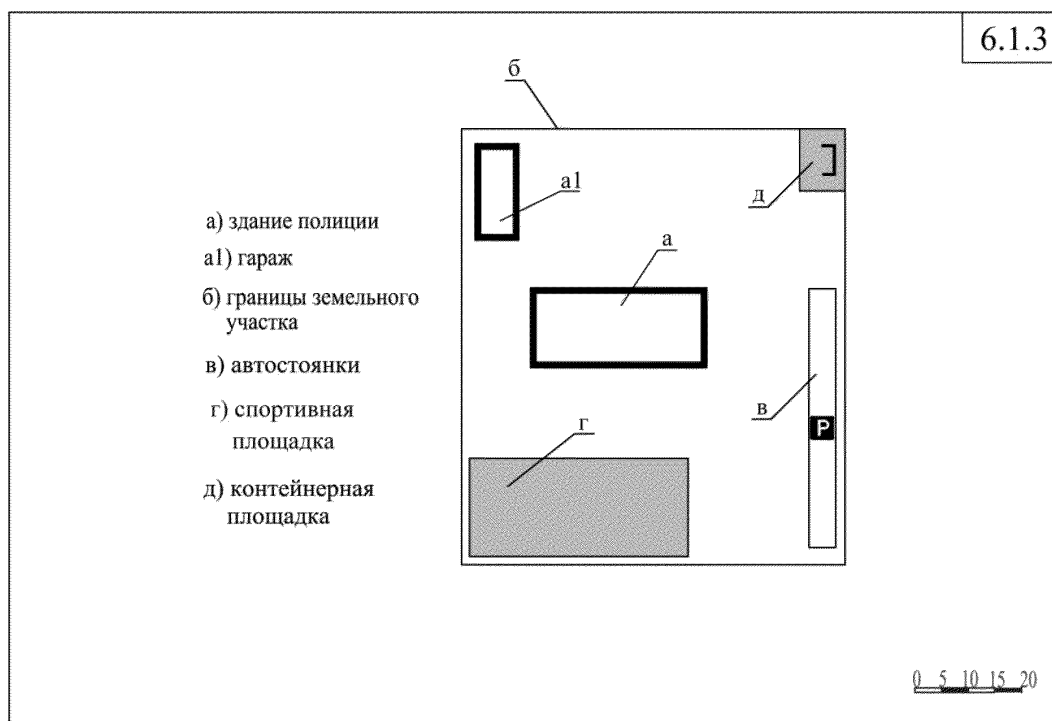 6.1.3
б
а1
д
а
в
P
г
а) здание полиции
а1) гараж
б) границы земельного
участка
в) автостоянки
г) спортивная
площадка
д) контейнерная
площадка
0 5 10 15 20